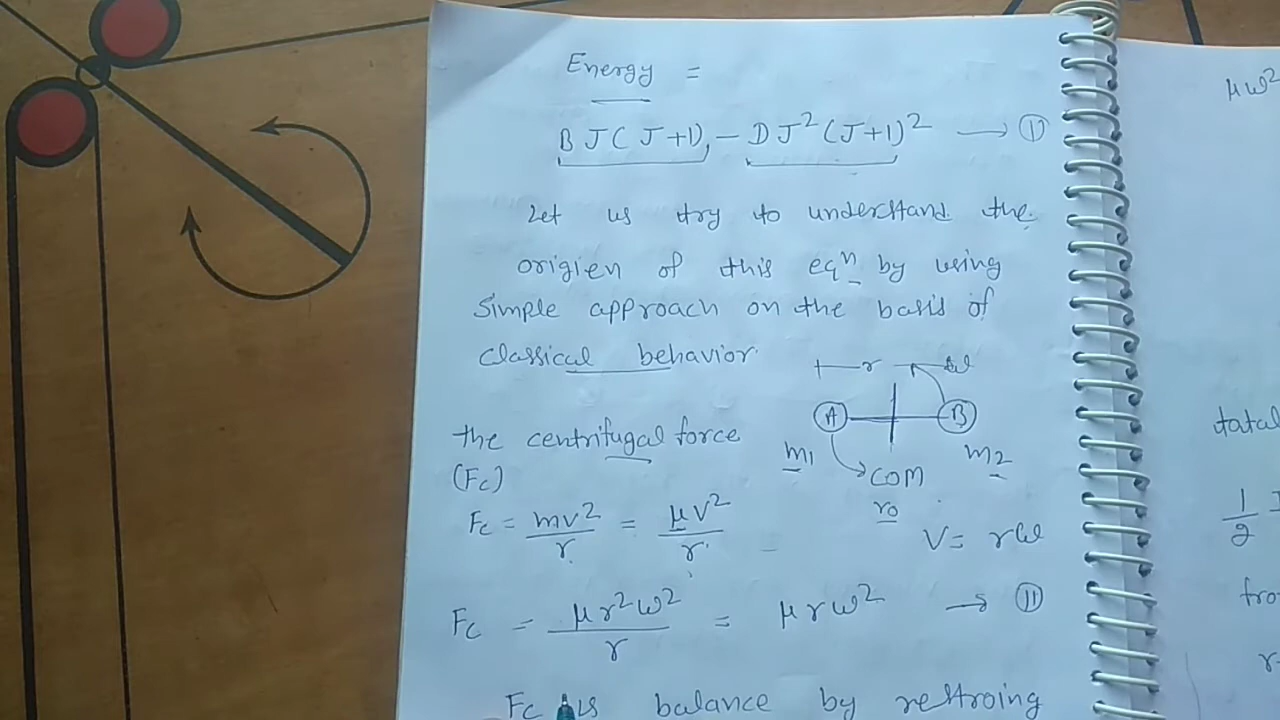 Energy =
BJ(J+1), - DJ²(J+1)² → (I)
Let us try to understand the
origien of this eqⁿ by using
Simple approach on the basis of
classical behavior.
r
A B
the centrifugal force
m1 m2
(Fc)
COM
r0
Fc = mv²/r = μv²/r
V = rω
Fc = μr²ω²/r = μrω² → (II)
Fc is balance by restroing
μω²
tatal
1/2 I
fro
r